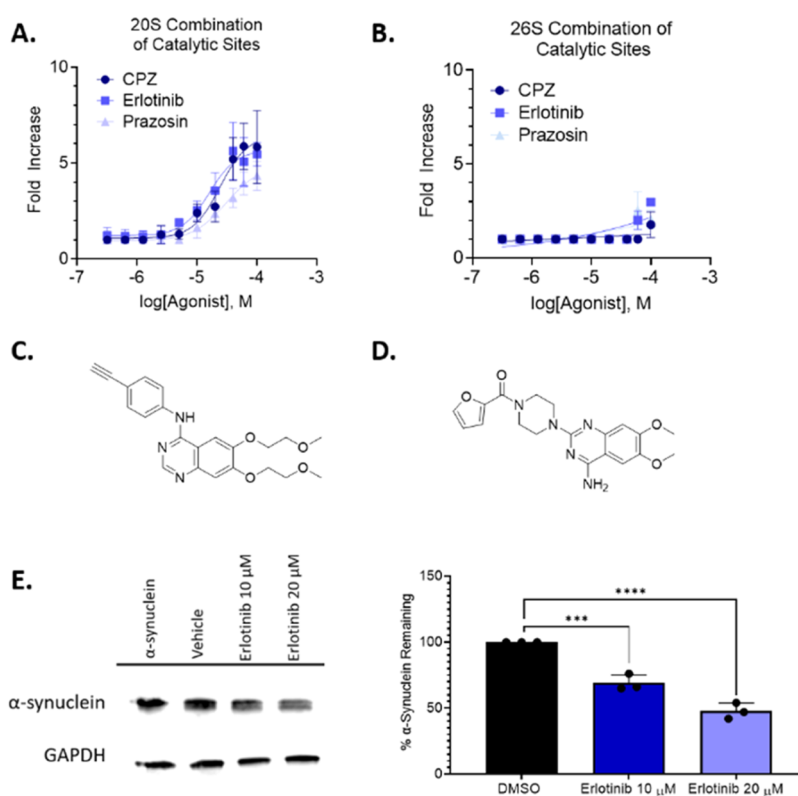 A.
20S Combination
of Catalytic Sites
10
5
0
Fold Increase
CPZ
Erlotinib
Prazosin
-7
-6
-5
-4
-3
log[Agonist], M
B.
26S Combination of
Catalytic Sites
10
5
0
Fold Increase
CPZ
Erlotinib
Prazosin
-7
-6
-5
-4
-3
log[Agonist], M
C.
NH
N
N
O
O
O
O
D.
O
O
N
N
N
N
O
O
NH2
E.
α-synuclein
Vehicle
Erlotinib 10 μM
Erlotinib 20 μM
α-synuclein
GAPDH
150
100
50
0
% α-Synuclein Remaining
****
***
DMSO
Erlotinib 10 μM
Erlotinib 20 μM